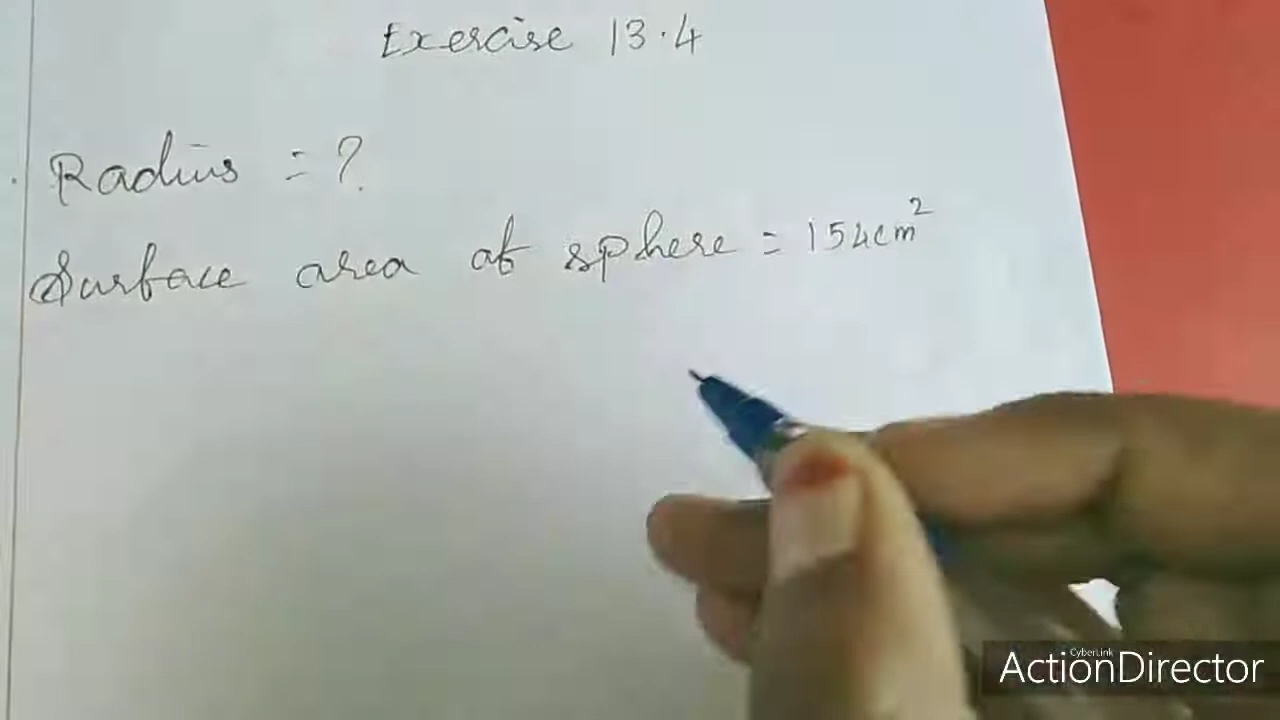 Exercise 13.4
Radius = ?
Surface area of sphere = 154cm²
CyberLink
ActionDirector